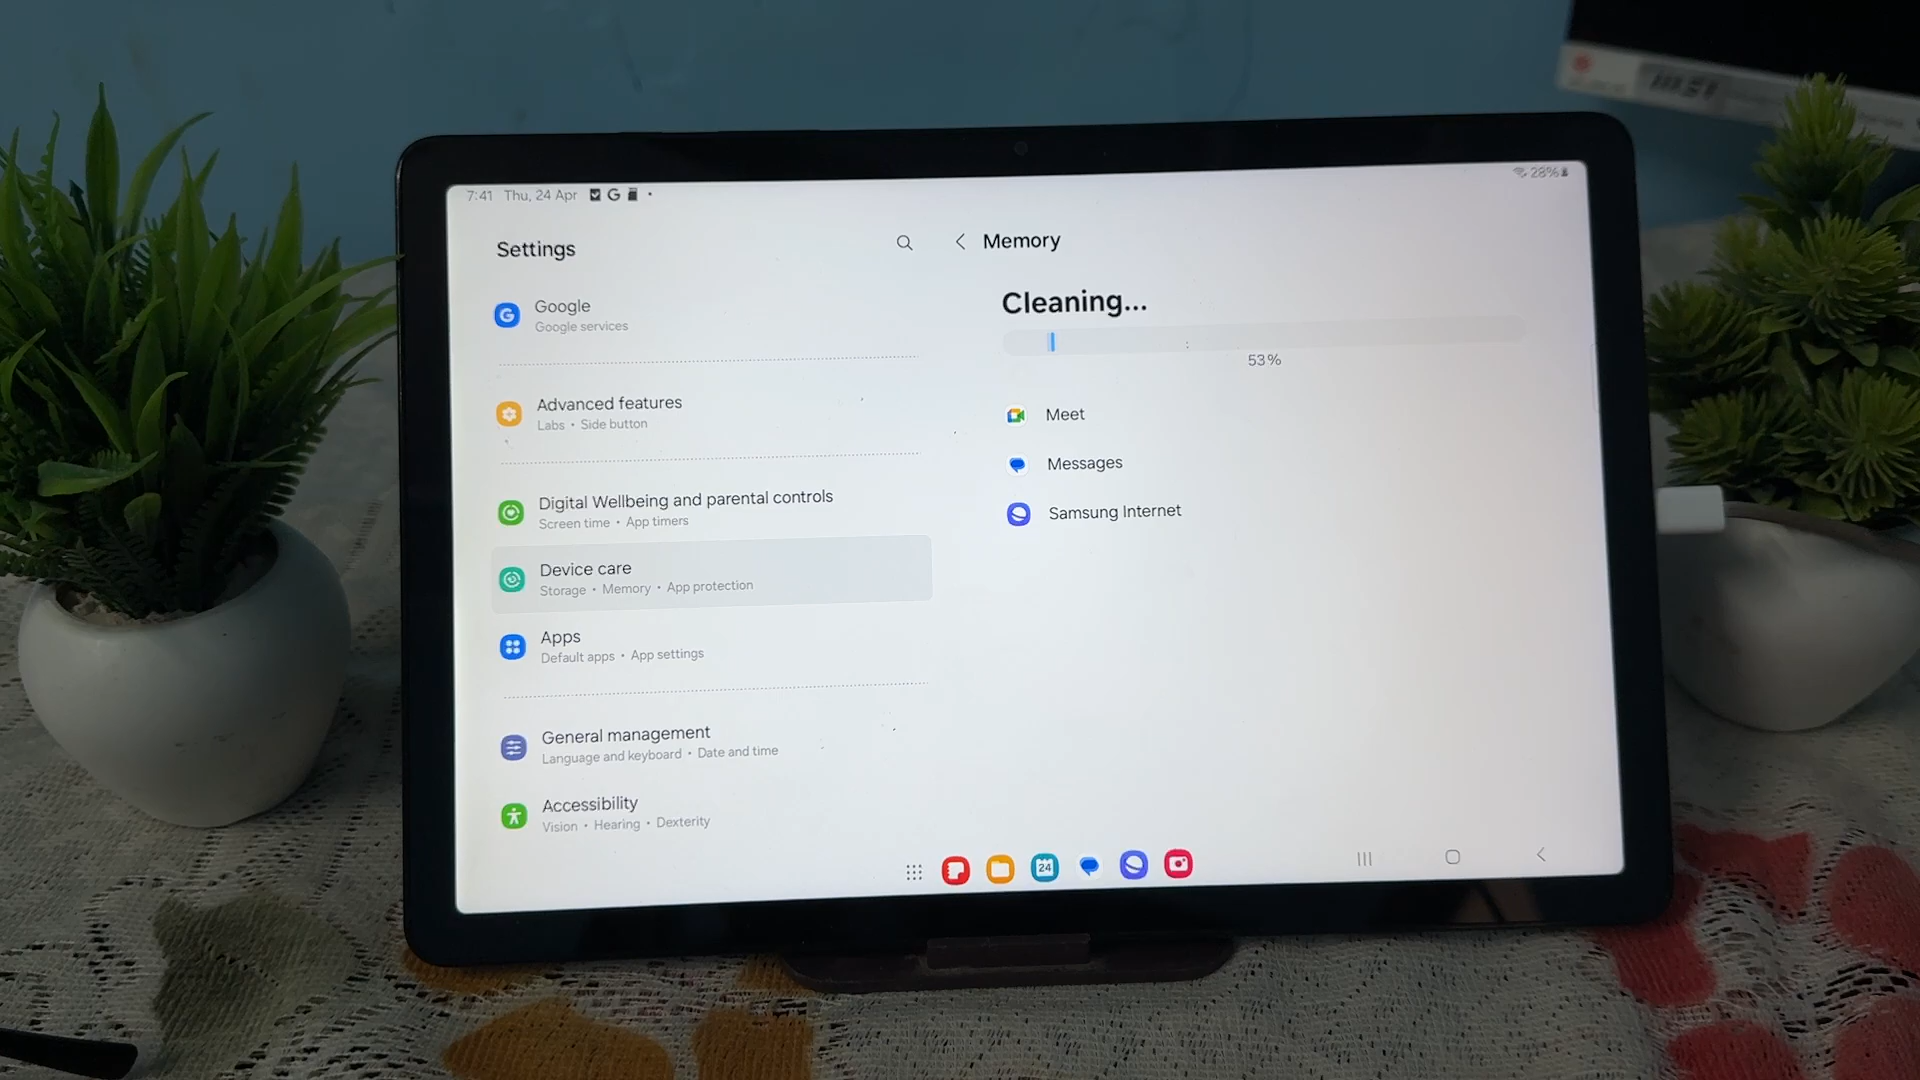 7:41 Thu, 24 Apr
28%
Settings
Google
Google services
Advanced features
Labs • Side button
Digital Wellbeing and parental controls
Screen time • App timers
Device care
Storage • Memory • App protection
Apps
Default apps • App settings
General management
Language and keyboard • Date and time
Accessibility
Vision • Hearing • Dexterity
Memory
Cleaning...
53%
Meet
Messages
Samsung Internet
24